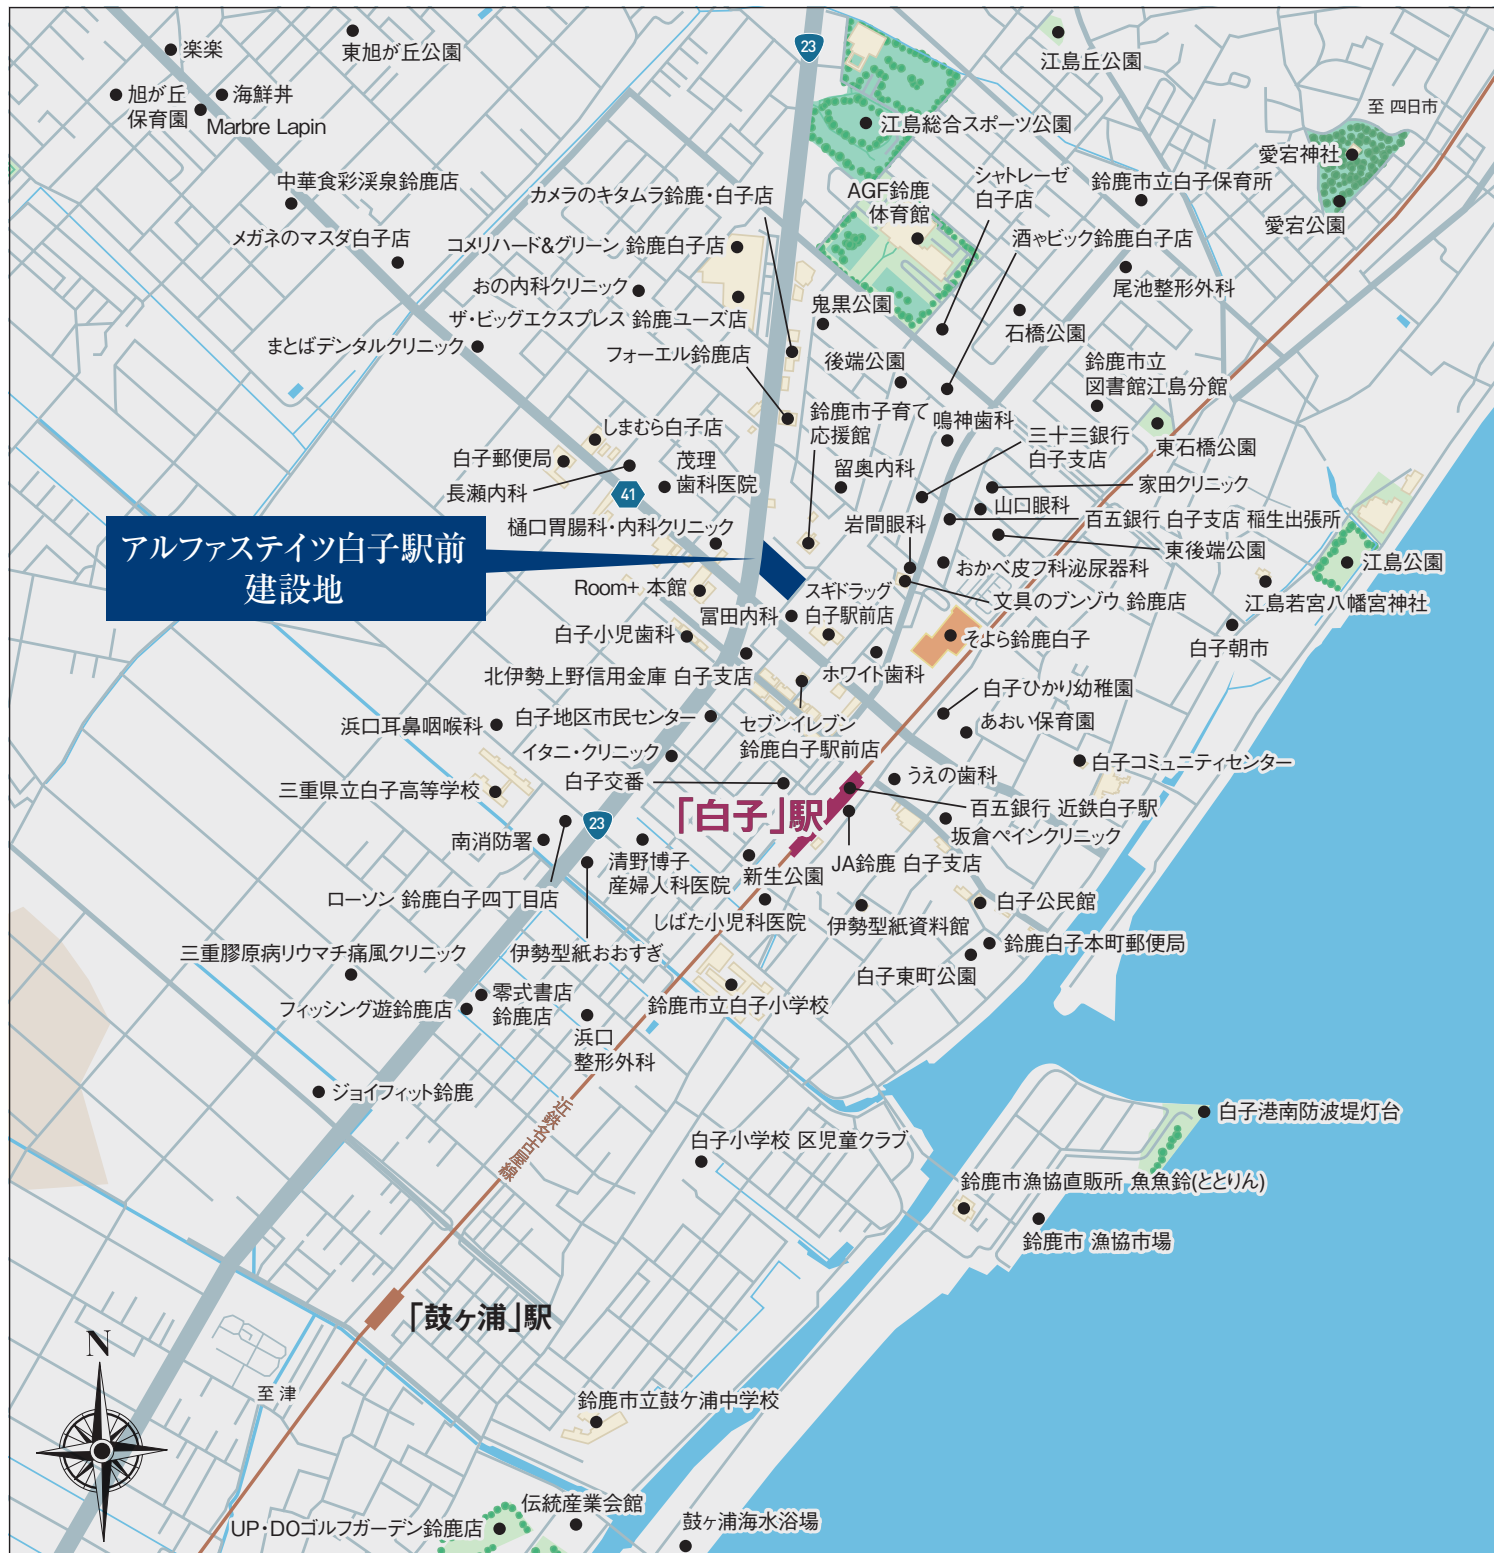 楽楽
東旭が丘公園
23
江島丘公園
至 四日市
旭が丘
保育園
海鮮丼
Marbre Lapin
江島総合スポーツ公園
愛宕神社
中華食彩渓泉鈴鹿店
カメラのキタムラ鈴鹿・白子店
AGF鈴鹿
体育館
シャトレーゼ
白子店
鈴鹿市立白子保育所
愛宕公園
メガネのマスダ白子店
コメリハード&グリーン 鈴鹿白子店
酒ゃビック鈴鹿白子店
おの内科クリニック
尾池整形外科
ザ・ビッグエクスプレス 鈴鹿ユーズ店
鬼黒公園
石橋公園
まとばデンタルクリニック
フォーエル鈴鹿店
後端公園
鈴鹿市立
図書館江島分館
しまむら白子店
鈴鹿市子育て
応援館
鳴神歯科
三十三銀行
白子支店
東石橋公園
白子郵便局
茂理
歯科医院
留奥内科
長瀬内科
41
家田クリニック
山口眼科
樋口胃腸科・内科クリニック
岩間眼科
百五銀行 白子支店 稲生出張所
東後端公園
アルファステイツ白子駅前
建設地
おかべ皮フ科泌尿器科
江島公園
Room+ 本館
スギドラッグ
白子駅前店
文具のブンゾウ 鈴鹿店
江島若宮八幡宮神社
冨田内科
白子小児歯科
そよら鈴鹿白子
白子朝市
北伊勢上野信用金庫 白子支店
ホワイト歯科
白子ひかり幼稚園
浜口耳鼻咽喉科
白子地区市民センター
セブンイレブン
鈴鹿白子駅前店
あおい保育園
イタニ・クリニック
白子コミュニティセンター
白子交番
うえの歯科
三重県立白子高等学校
「白子」駅
百五銀行 近鉄白子駅
23
坂倉ペインクリニック
南消防署
清野博子
産婦人科医院
新生公園
JA鈴鹿 白子支店
ローソン 鈴鹿白子四丁目店
しばた小児科医院
伊勢型紙資料館
白子公民館
三重膠原病リウマチ痛風クリニック
伊勢型紙おおすぎ
鈴鹿白子本町郵便局
白子東町公園
零式書店
鈴鹿店
フィッシング遊鈴鹿店
鈴鹿市立白子小学校
浜口
整形外科
ジョイフィット鈴鹿
近鉄名古屋線
白子港南防波堤灯台
白子小学校 区児童クラブ
鈴鹿市漁協直販所 魚魚鈴(ととりん)
鈴鹿市 漁協市場
「鼓ヶ浦」駅
N
至 津
鈴鹿市立鼓ケ浦中学校
伝統産業会館
UP・DOゴルフガーデン鈴鹿店
鼓ヶ浦海水浴場